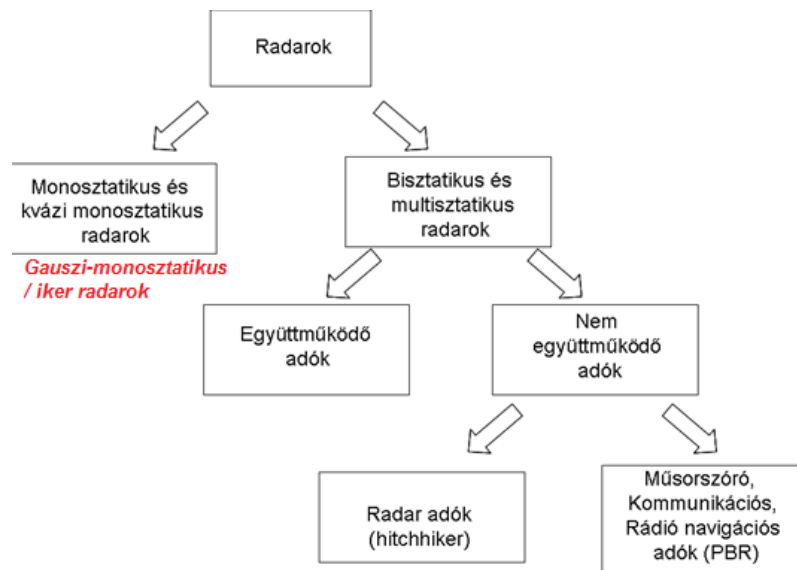 Radarok
Monosztatikus és
kvázi monosztatikus
radarok
Bisztatikus és
multisztatikus
radarok
Gauszi-monosztatikus
/ iker radarok
Együttműködő
adók
Nem
együttműködő
adók
Radar adók
(hitchhiker)
Műsorszóró,
Kommunikációs,
Rádió navigációs
adók (PBR)